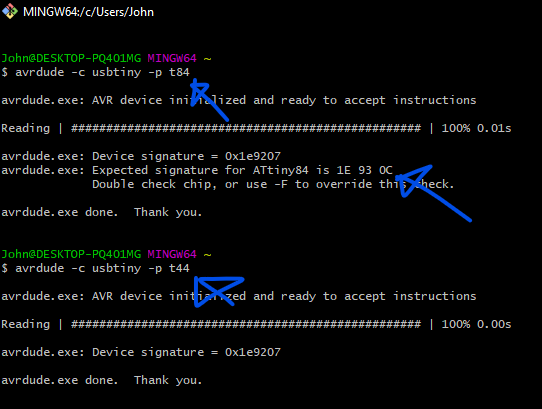 MINGW64:/c/Users/John
John@DESKTOP-PQ401MG MINGW64 ~
$ avrdude -c usbtiny -p t84
avrdude.exe: AVR device initialized and ready to accept instructions
Reading | ################################################## | 100% 0.01s
avrdude.exe: Device signature = 0x1e9207
avrdude.exe: Expected signature for ATtiny84 is 1E 93 0C
Double check chip, or use -F to override this check.
avrdude.exe done.  Thank you.
John@DESKTOP-PQ401MG MINGW64 ~
$ avrdude -c usbtiny -p t44
avrdude.exe: AVR device initialized and ready to accept instructions
Reading | ################################################## | 100% 0.00s
avrdude.exe: Device signature = 0x1e9207
avrdude.exe done.  Thank you.